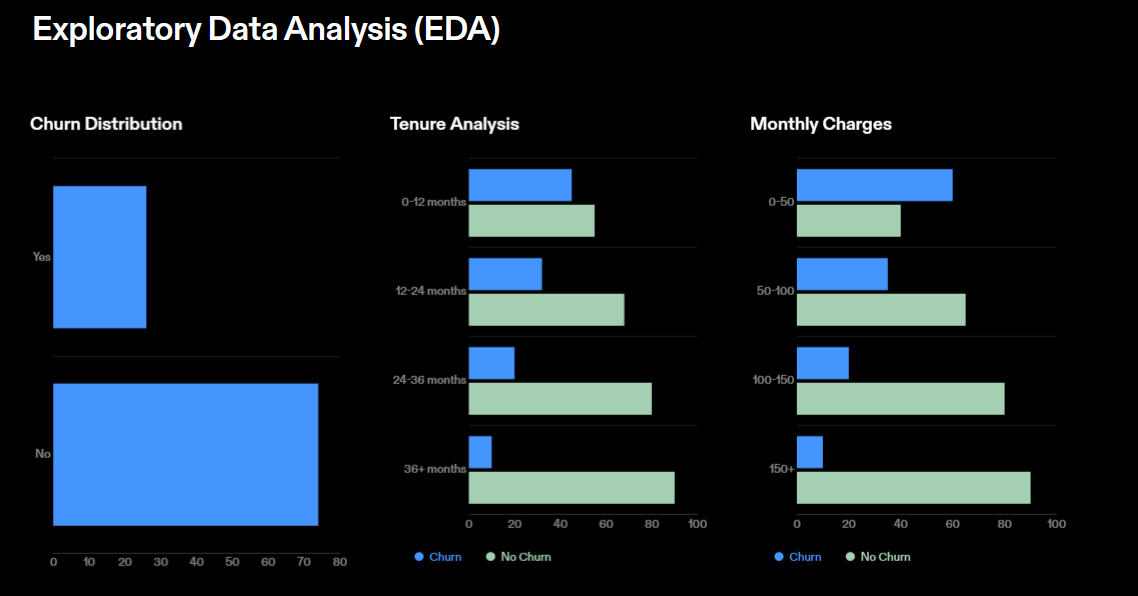 Exploratory Data Analysis (EDA)
Churn Distribution
Yes
No
0 10 20 30 40 50 60 70 80
Tenure Analysis
0-12 months
12-24 months
24-36 months
36+ months
0 20 40 60 80 100
Churn No Churn
Monthly Charges
0-50
50-100
100-150
150+
0 20 40 60 80 100
Churn No Churn